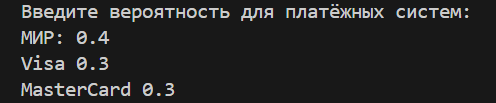 Введите вероятность для платёжных систем:
МИР: 0.4
Visa 0.3
MasterCard 0.3